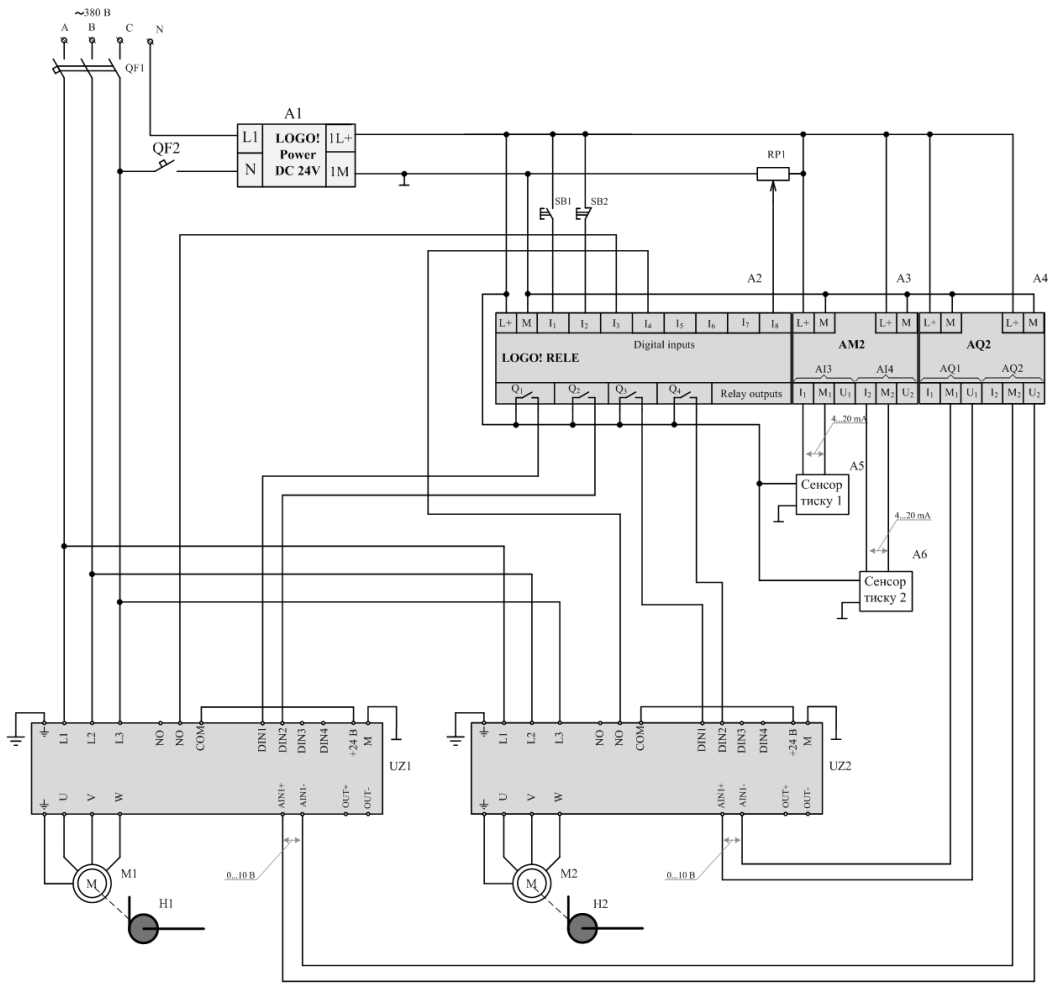 ~380 В
A B C N
QF1
A1
L1 LOGO! 1L+
Power
N DC 24V 1M
QF2
RP1
SB1 SB2
A2 A3 A4
L+ M I1 I2 I3 I4 I5 I6 I7 I8 L+ M L+ M L+ M L+ M
Digital inputs AM2 AQ2
LOGO! RELE
AI3 AI4 AQ1 AQ2
Q1 Q2 Q3 Q4 Relay outputs I1 M1 U1 I2 M2 U2 I1 M1 U1 I2 M2 U2
4...20 mA
A5
Сенсор
тиску 1
4...20 mA
A6
Сенсор
тиску 2
L1 L2 L3 NO NO COM DIN1 DIN2 DIN3 DIN4 +24 В M
UZ1
U V W AIN1+ AIN1- OUT+ OUT-
L1 L2 L3 NO NO COM DIN1 DIN2 DIN3 DIN4 +24 В M
UZ2
U V W AIN1+ AIN1- OUT+ OUT-
M M1
0...10 В
H1
M M2
0...10 В
H2